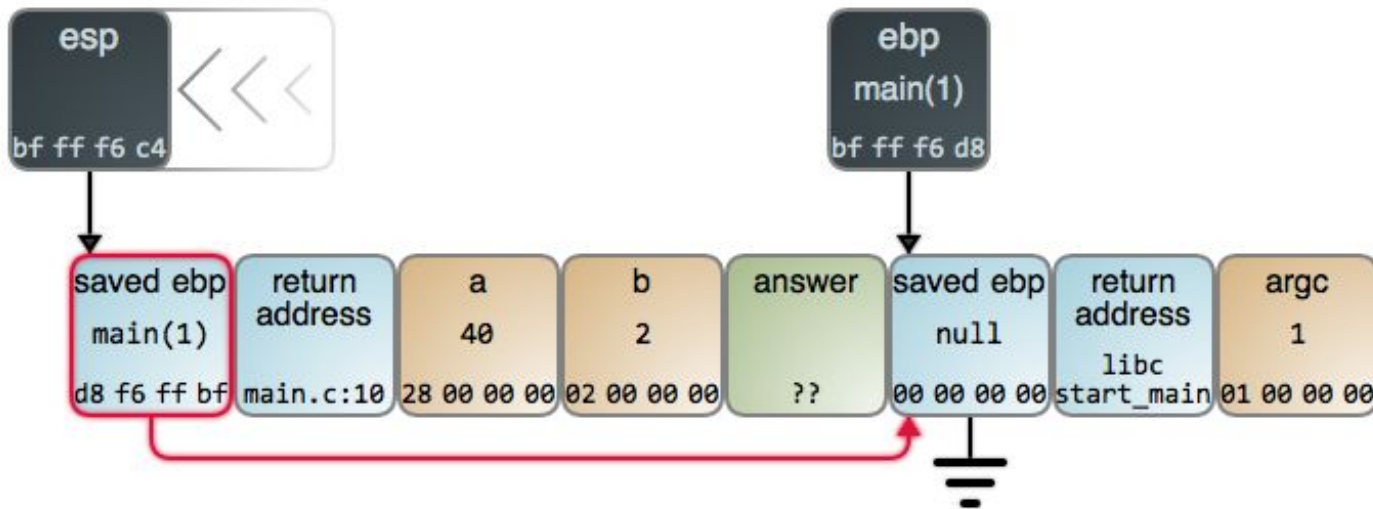 esp
bf ff f6 c4
ebp
main(1)
bf ff f6 d8
saved ebp
main(1)
d8 f6 ff bf
return
address
main.c:10
a
40
28 00 00 00
b
2
02 00 00 00
answer
??
saved ebp
null
00 00 00 00
return
address
libc
start_main
argc
1
01 00 00 00